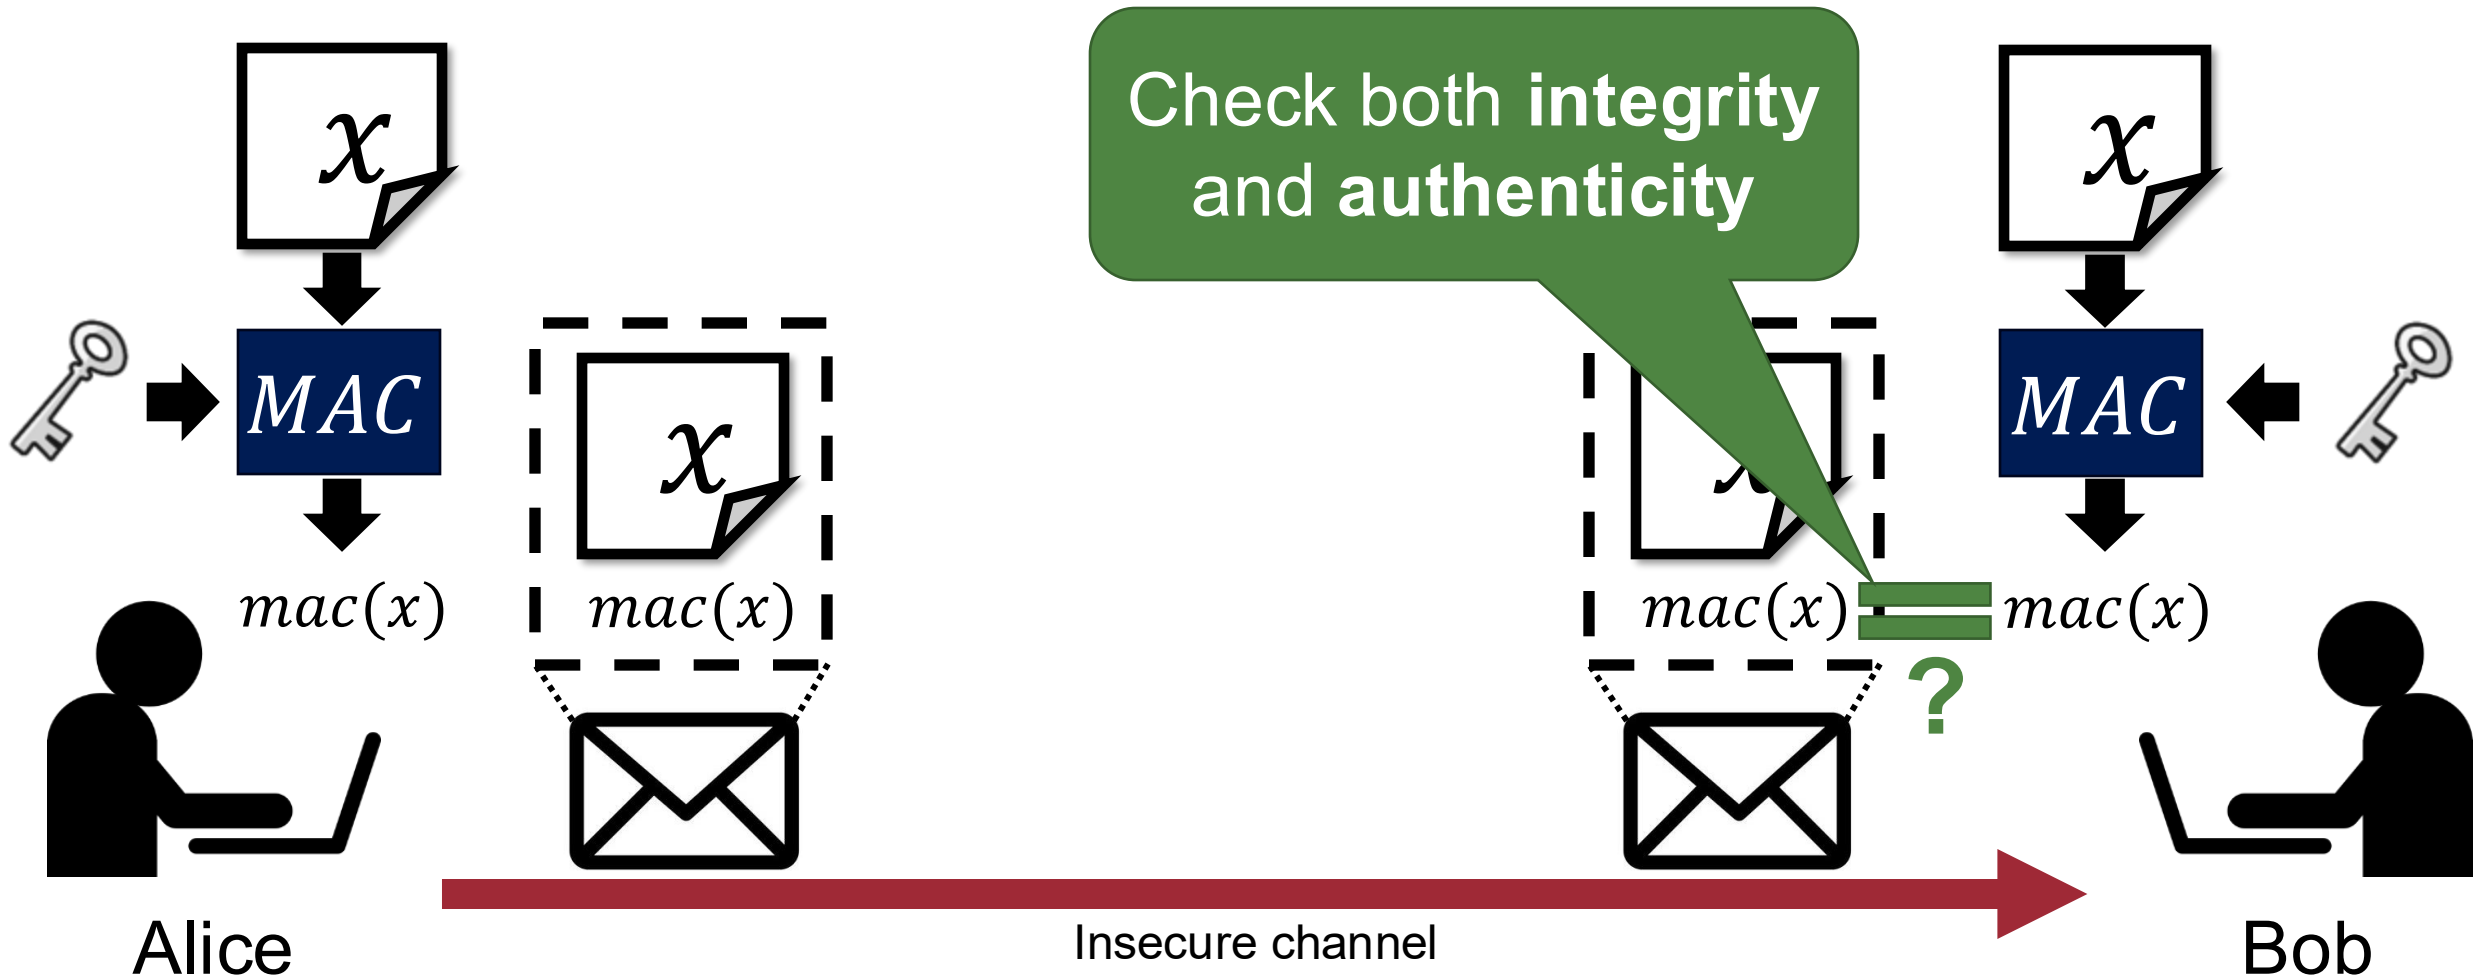 x
MAC
mac(x)
x
mac(x)
Check both integrity
and authenticity
x
mac(x)
?
x
MAC
mac(x)
Alice
Insecure channel
Bob